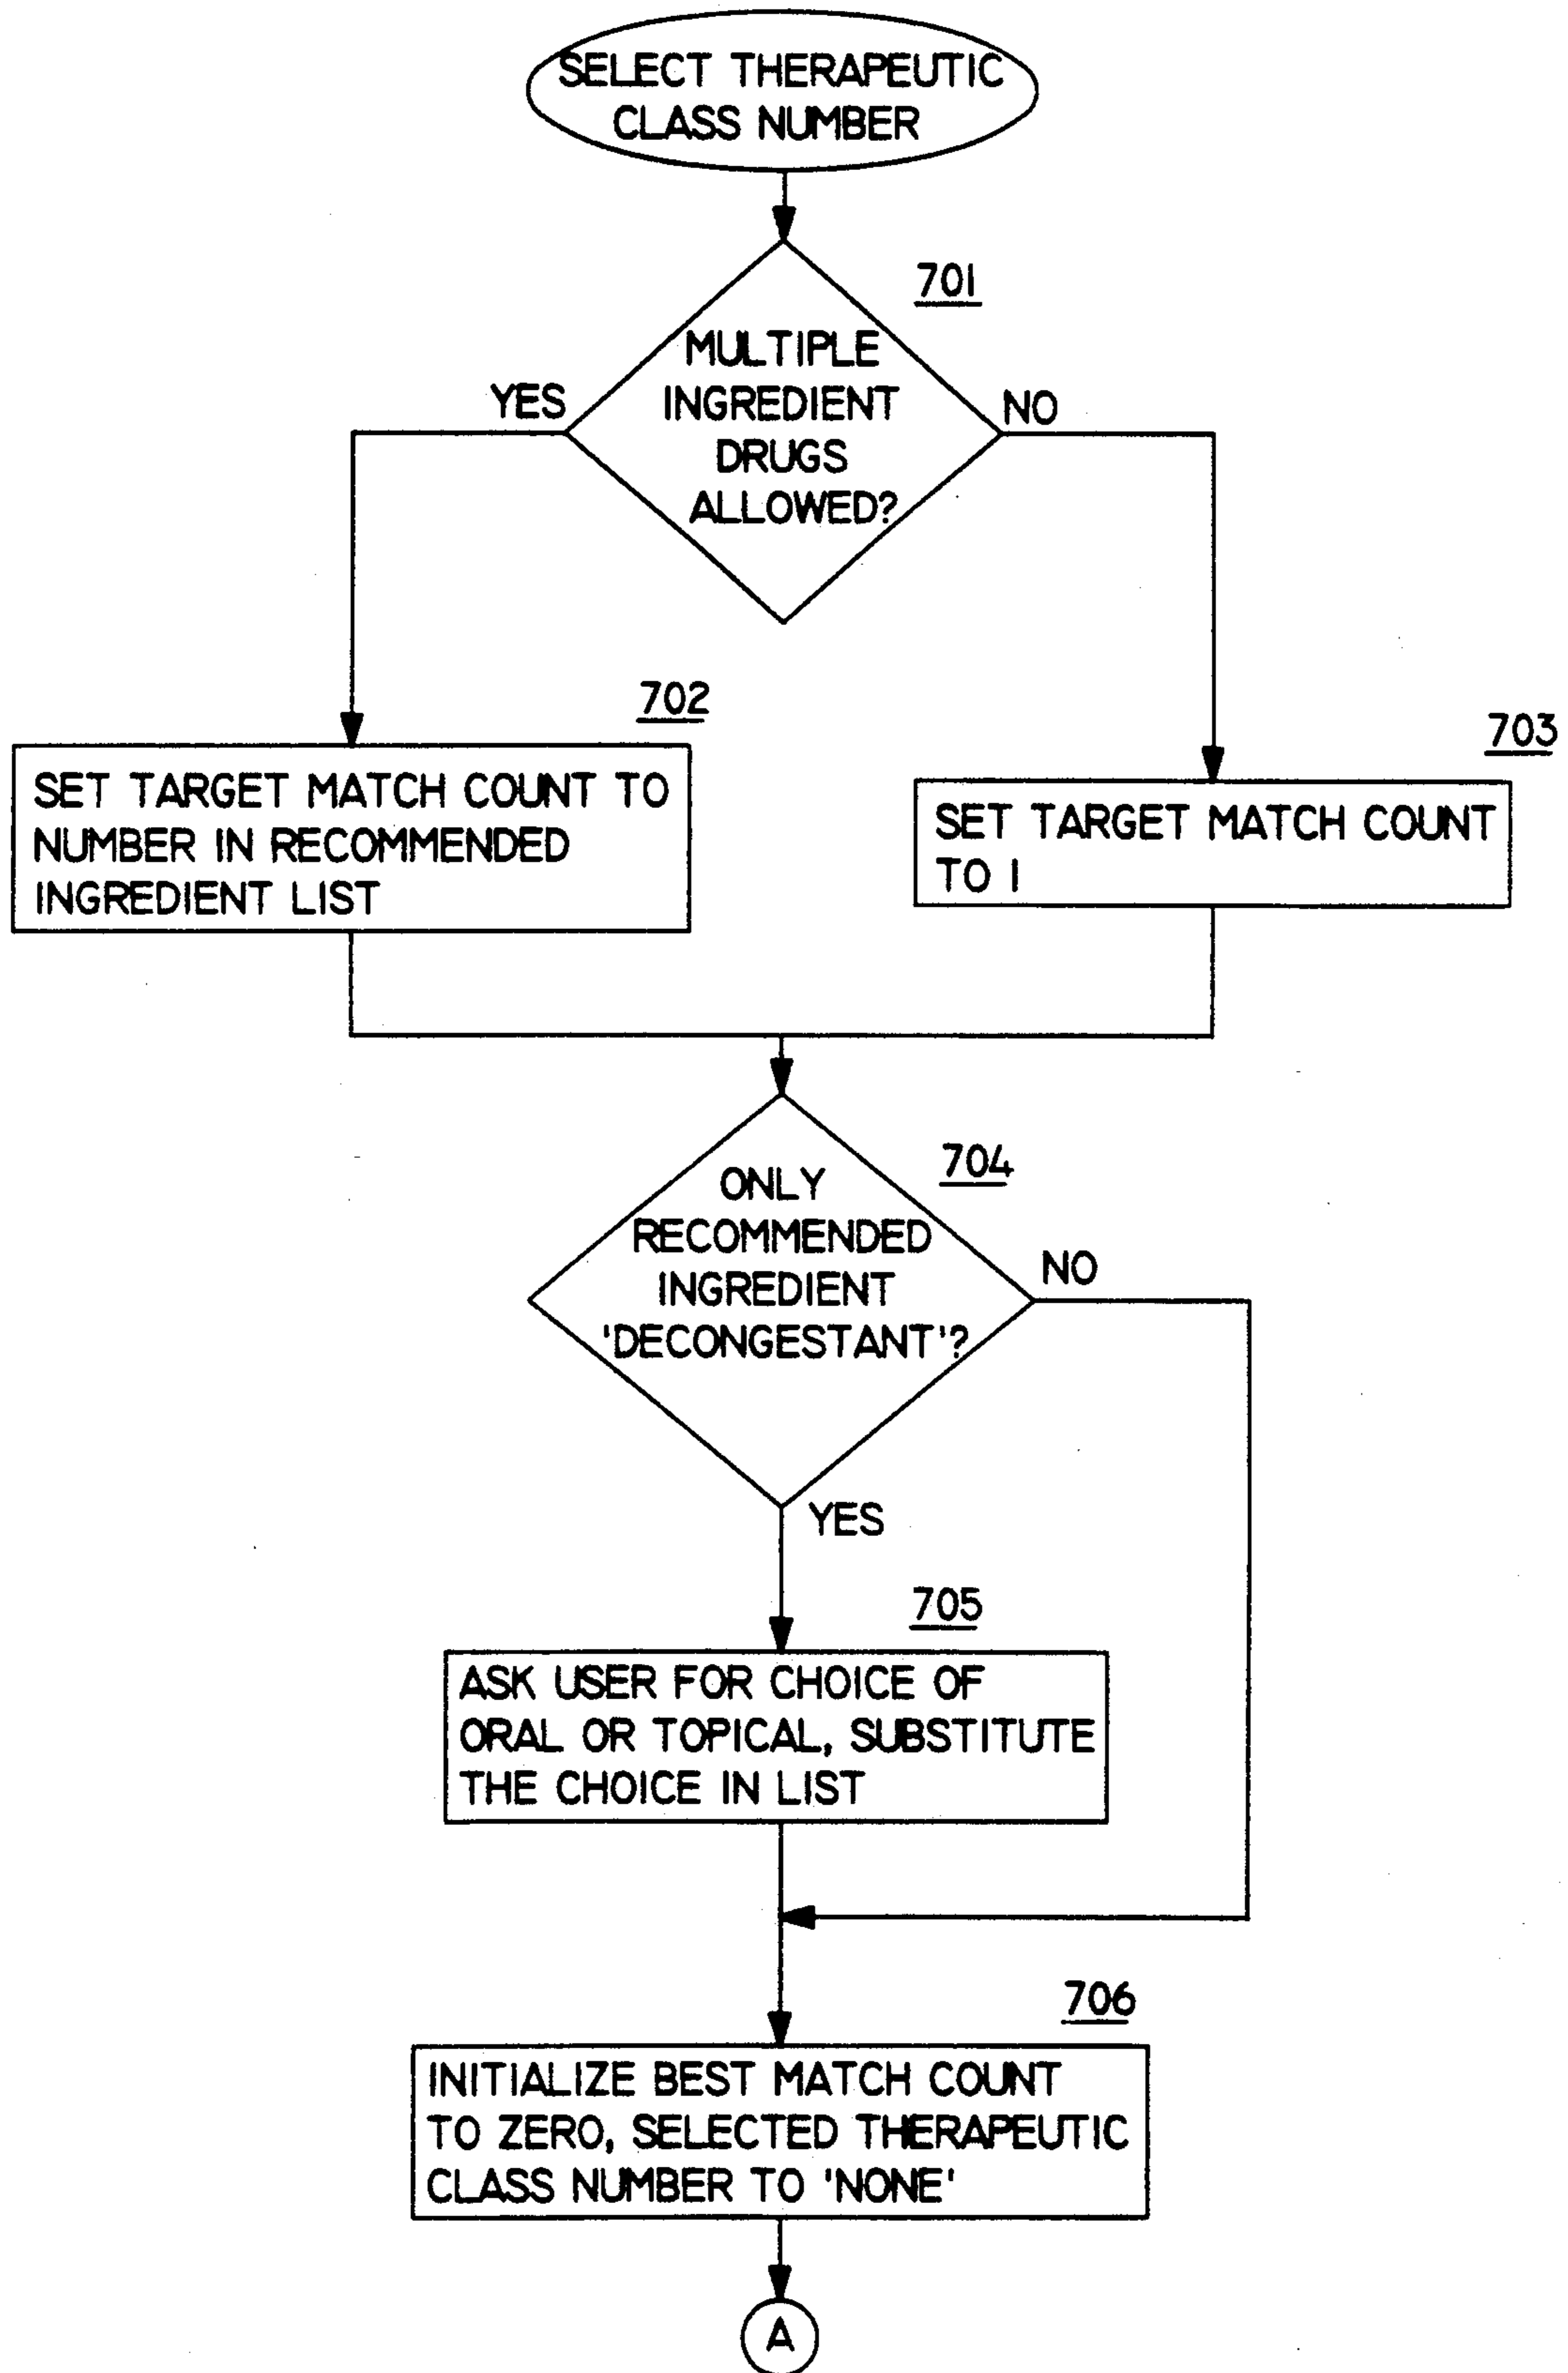 SELECT THERAPEUTIC
CLASS NUMBER
701
MULTIPLE
INGREDIENT
DRUGS
ALLOWED?
YES
NO
702
SET TARGET MATCH COUNT TO
NUMBER IN RECOMMENDED
INGREDIENT LIST
703
SET TARGET MATCH COUNT
TO 1
704
ONLY
RECOMMENDED
INGREDIENT
'DECONGESTANT'?
NO
YES
705
ASK USER FOR CHOICE OF
ORAL OR TOPICAL, SUBSTITUTE
THE CHOICE IN LIST
706
INITIALIZE BEST MATCH COUNT
TO ZERO, SELECTED THERAPEUTIC
CLASS NUMBER TO 'NONE'
A